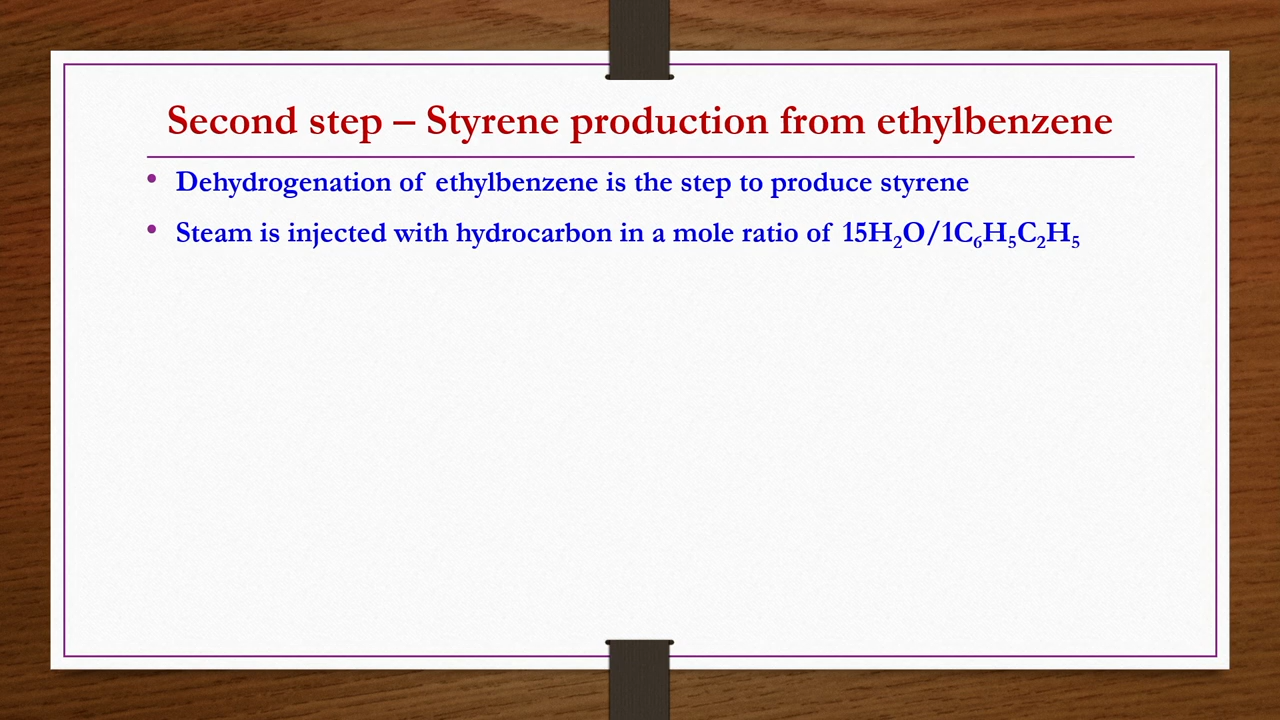 Second step – Styrene production from ethylbenzene
• Dehydrogenation of ethylbenzene is the step to produce styrene
• Steam is injected with hydrocarbon in a mole ratio of 15H₂O/1C₆H₅C₂H₅